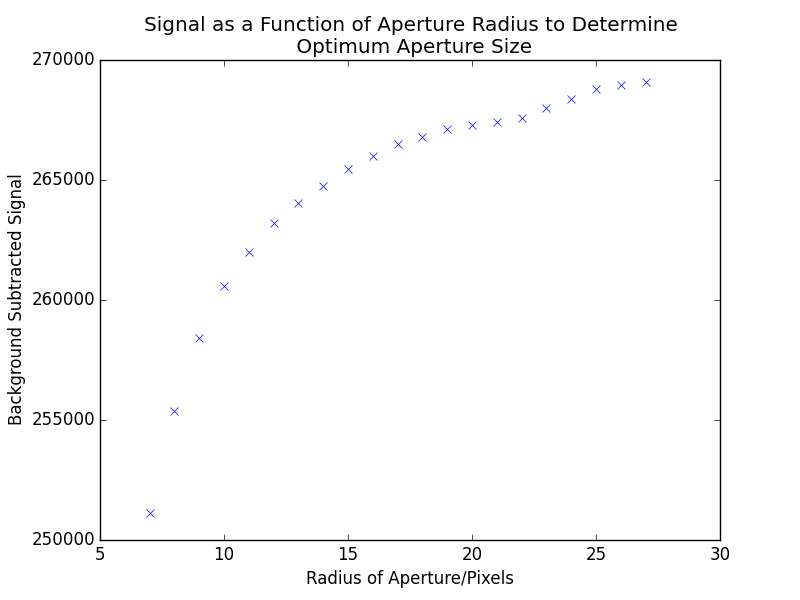 Signal as a Function of Aperture Radius to Determine
Optimum Aperture Size
270000
265000
260000
255000
250000
Background Subtracted Signal
5 10 15 20 25 30
Radius of Aperture/Pixels